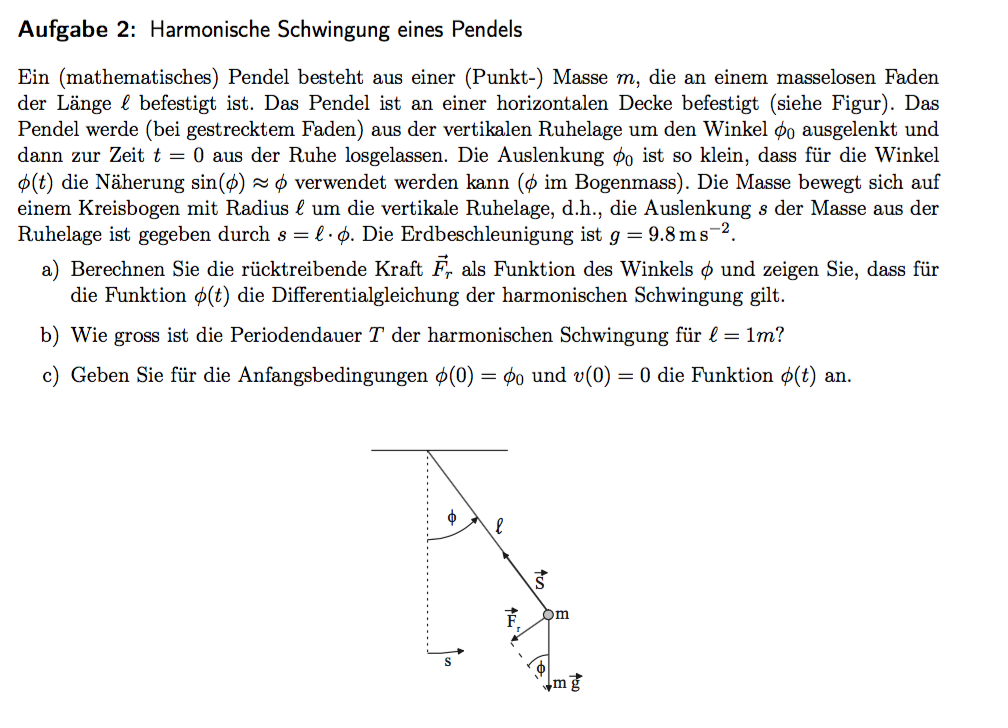 Aufgabe 2: Harmonische Schwingung eines Pendels
Ein (mathematisches) Pendel besteht aus einer (Punkt-) Masse m, die an einem masselosen Faden
der Länge ℓ befestigt ist. Das Pendel ist an einer horizontalen Decke befestigt (siehe Figur). Das
Pendel werde (bei gestrecktem Faden) aus der vertikalen Ruhelage um den Winkel ϕ₀ ausgelenkt und
dann zur Zeit t = 0 aus der Ruhe losgelassen. Die Auslenkung ϕ₀ ist so klein, dass für die Winkel
ϕ(t) die Näherung sin(ϕ) ≈ ϕ verwendet werden kann (ϕ im Bogenmass). Die Masse bewegt sich auf
einem Kreisbogen mit Radius ℓ um die vertikale Ruhelage, d.h., die Auslenkung s der Masse aus der
Ruhelage ist gegeben durch s = ℓ · ϕ. Die Erdbeschleunigung ist g = 9.8 m s⁻².
a) Berechnen Sie die rücktreibende Kraft F⃗ᵣ als Funktion des Winkels ϕ und zeigen Sie, dass für
die Funktion ϕ(t) die Differentialgleichung der harmonischen Schwingung gilt.
b) Wie gross ist die Periodendauer T der harmonischen Schwingung für ℓ = 1m?
c) Geben Sie für die Anfangsbedingungen ϕ(0) = ϕ₀ und v(0) = 0 die Funktion ϕ(t) an.
ϕ
ℓ
S⃗
m
F⃗ᵣ
s
ϕ
m g⃗